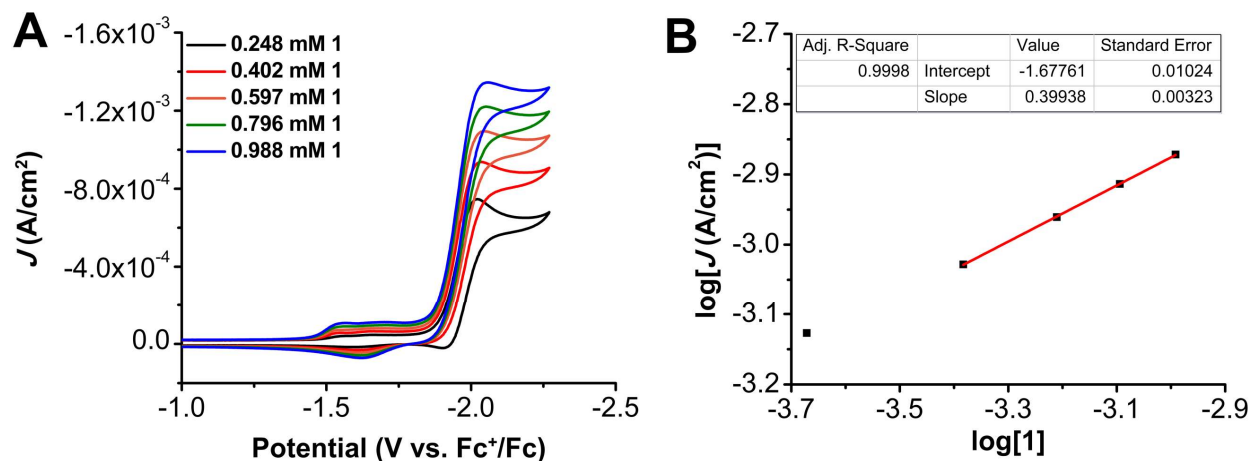 A
-1.6x10⁻³
-1.2x10⁻³
-8.0x10⁻⁴
-4.0x10⁻⁴
0.0
J (A/cm²)
0.248 mM 1
0.402 mM 1
0.597 mM 1
0.796 mM 1
0.988 mM 1
-1.0 -1.5 -2.0 -2.5
Potential (V vs. Fc⁺/Fc)
B
-2.7
-2.8
-2.9
-3.0
-3.1
-3.2
log[J (A/cm²)]
Adj. R-Square Value Standard Error
0.9998 Intercept -1.67761 0.01024
Slope 0.39938 0.00323
-3.7 -3.5 -3.3 -3.1 -2.9
log[1]